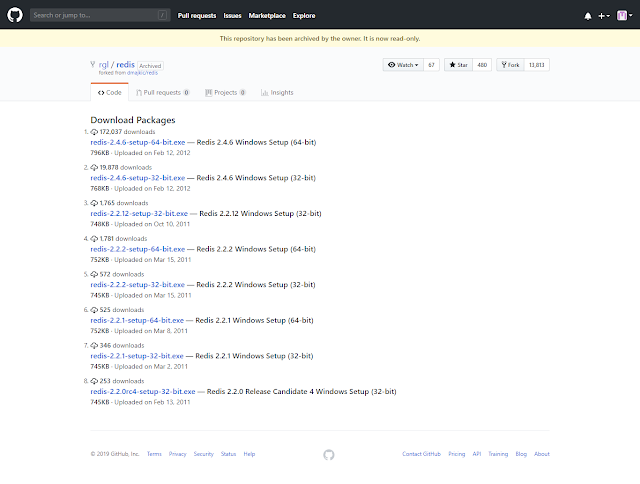 Search or jump to... /
Pull requests Issues Marketplace Explore
This repository has been archived by the owner. It is now read-only.
rgl / redis Archived
forked from dmajkic/redis
Watch 67 Star 460 Fork 13,813
Code Pull requests 0 Projects 0 Insights
Download Packages
1. 172,037 downloads
redis-2.4.6-setup-64-bit.exe — Redis 2.4.6 Windows Setup (64-bit)
796KB · Uploaded on Feb 12, 2012
2. 19,878 downloads
redis-2.4.6-setup-32-bit.exe — Redis 2.4.6 Windows Setup (32-bit)
768KB · Uploaded on Feb 12, 2012
3. 1,765 downloads
redis-2.2.12-setup-32-bit.exe — Redis 2.2.12 Windows Setup (32-bit)
748KB · Uploaded on Oct 10, 2011
4. 1,781 downloads
redis-2.2.2-setup-64-bit.exe — Redis 2.2.2 Windows Setup (64-bit)
752KB · Uploaded on Mar 15, 2011
5. 572 downloads
redis-2.2.2-setup-32-bit.exe — Redis 2.2.2 Windows Setup (32-bit)
745KB · Uploaded on Mar 15, 2011
6. 525 downloads
redis-2.2.1-setup-64-bit.exe — Redis 2.2.1 Windows Setup (64-bit)
752KB · Uploaded on Mar 8, 2011
7. 346 downloads
redis-2.2.1-setup-32-bit.exe — Redis 2.2.1 Windows Setup (32-bit)
745KB · Uploaded on Mar 2, 2011
8. 253 downloads
redis-2.2.0rc4-setup-32-bit.exe — Redis 2.2.0 Release Candidate 4 Windows Setup (32-bit)
745KB · Uploaded on Feb 13, 2011
© 2019 GitHub, Inc. Terms Privacy Security Status Help Contact GitHub Pricing API Training Blog About